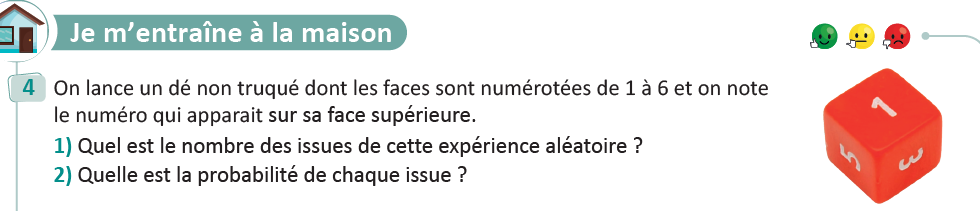 Je m'entraîne à la maison
4 On lance un dé non truqué dont les faces sont numérotées de 1 à 6 et on note
le numéro qui apparait sur sa face supérieure.
1) Quel est le nombre des issues de cette expérience aléatoire ?
2) Quelle est la probabilité de chaque issue ?
1
5
3